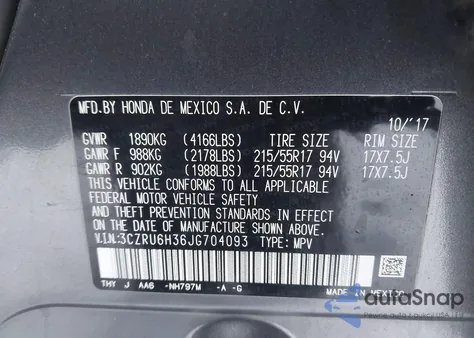 MFD.BY HONDA DE MEXICO S.A. DE C.V.
10/'17
GVWR 1890KG (4166LBS) TIRE SIZE RIM SIZE
GAWR F 988KG (2178LBS) 215/55R17 94V 17X7.5J
GAWR R 902KG (1988LBS) 215/55R17 94V 17X7.5J
THIS VEHICLE CONFORMS TO ALL APPLICABLE
FEDERAL MOTOR VEHICLE SAFETY, BUMPER, AND
THEFT PREVENTION STANDARDS IN EFFECT ON THE
DATE OF MANUFACTURE SHOWN ABOVE.
V.I.N:3CZRU6H36JG704093 TYPE: MPV
THY J AA6 -NH797M -A -G
MADE IN MEXICO
autaSnap